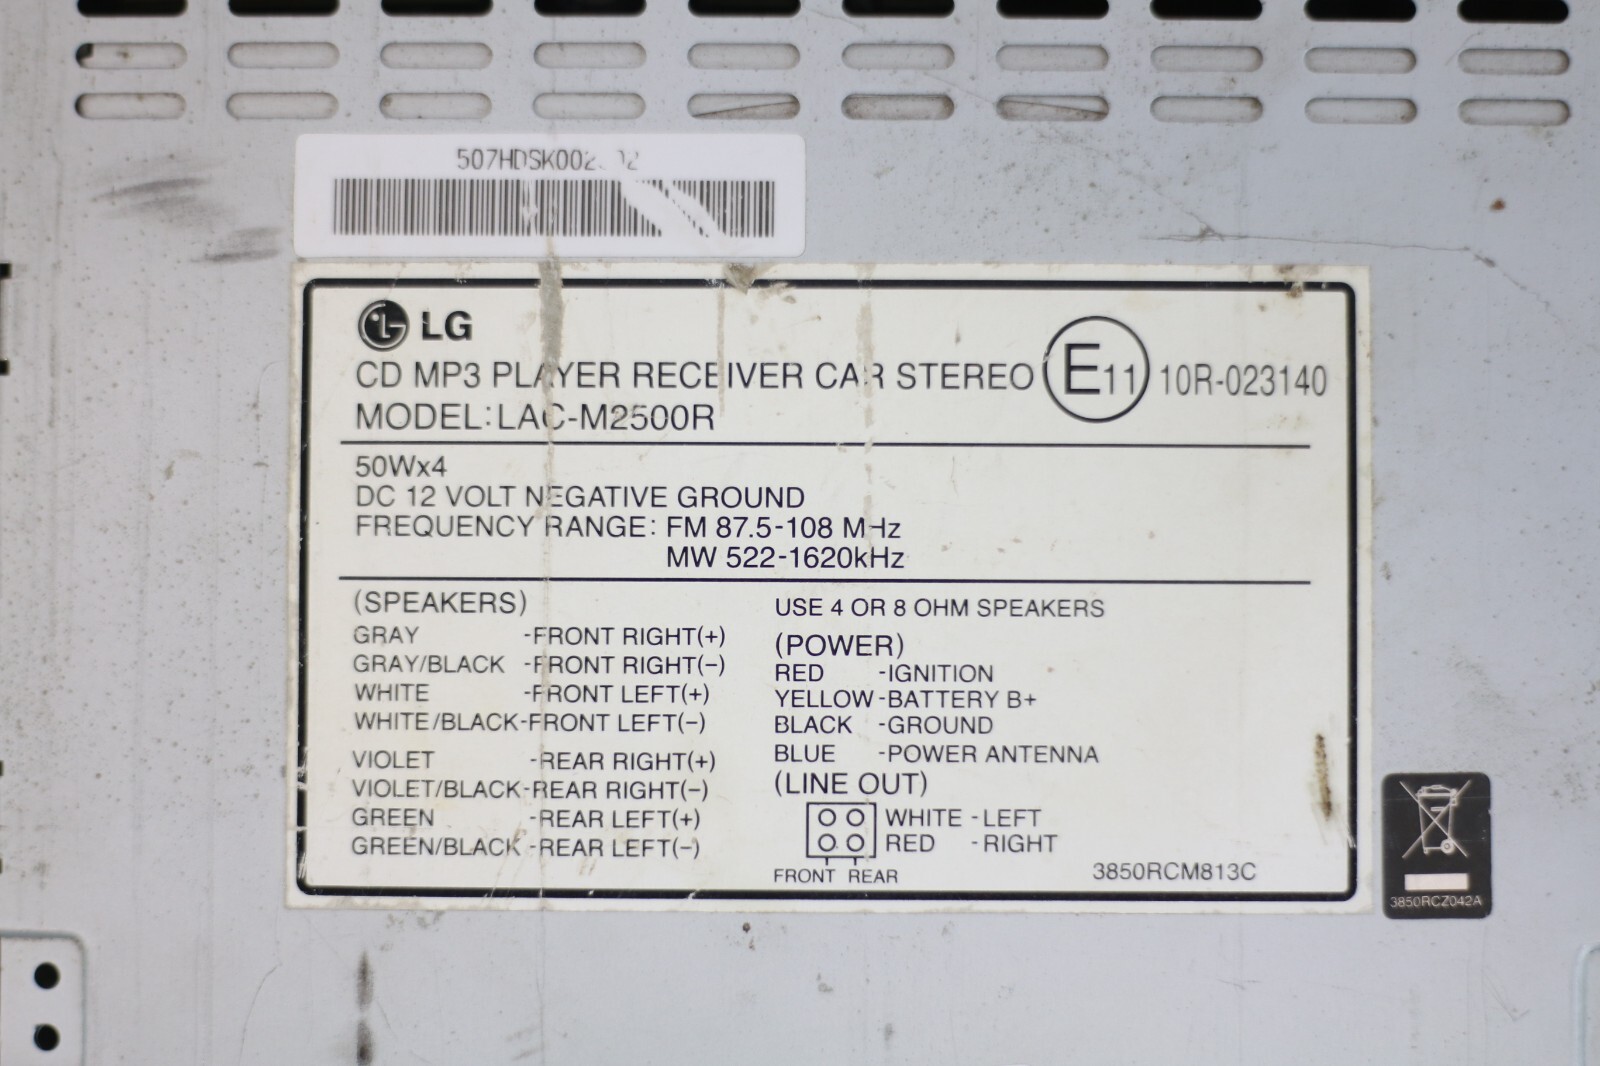 LG
CD MP3 PLAYER RECEIVER CAR STEREO E11 10R-023140
MODEL:LAC-M2500R
50Wx4
DC 12 VOLT NEGATIVE GROUND
FREQUENCY RANGE: FM 87.5-108 MHz
MW 522-1620kHz
(SPEAKERS)
GRAY -FRONT RIGHT(+)
GRAY/BLACK -FRONT RIGHT(-)
WHITE -FRONT LEFT(+)
WHITE/BLACK-FRONT LEFT(-)
VIOLET -REAR RIGHT(+)
VIOLET/BLACK-REAR RIGHT(-)
GREEN -REAR LEFT(+)
GREEN/BLACK -REAR LEFT(-)
USE 4 OR 8 OHM SPEAKERS
(POWER)
RED -IGNITION
YELLOW-BATTERY B+
BLACK -GROUND
BLUE -POWER ANTENNA
(LINE OUT)
WHITE -LEFT
RED -RIGHT
FRONT REAR
3850RCM813C
3850RCZ042A